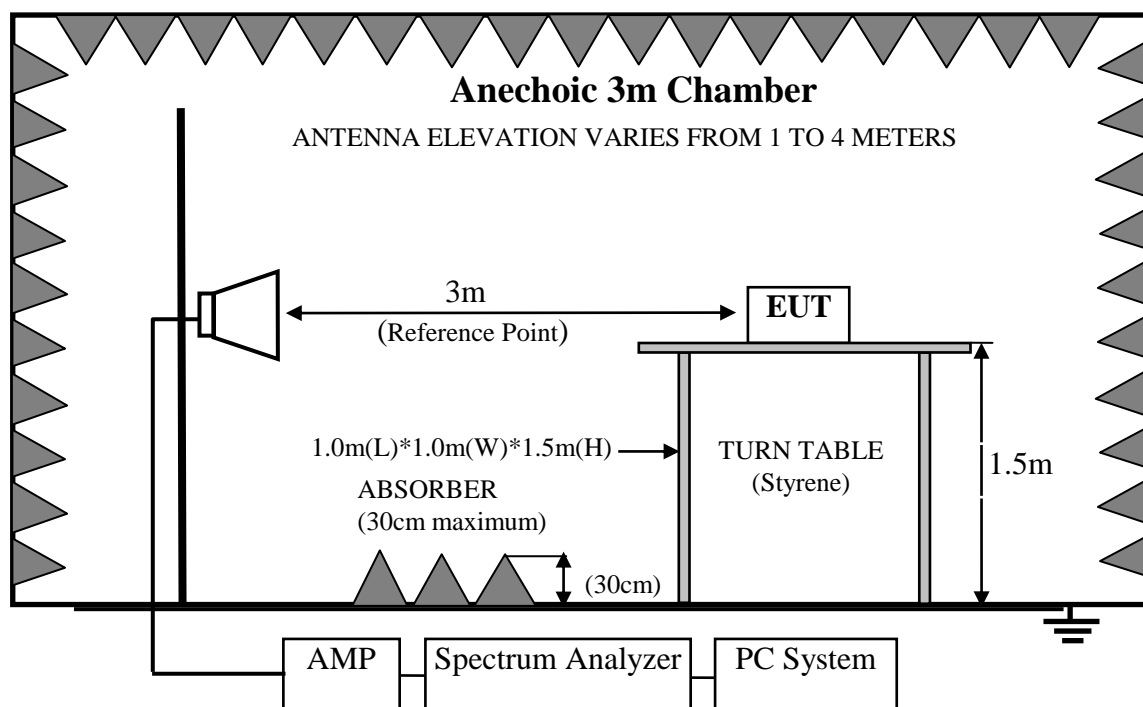 Anechoic 3m Chamber
ANTENNA ELEVATION VARIES FROM 1 TO 4 METERS
3m
(Reference Point)
EUT
1.0m(L)*1.0m(W)*1.5m(H)
TURN TABLE
(Styrene)
1.5m
ABSORBER
(30cm maximum)
(30cm)
AMP
Spectrum Analyzer
PC System